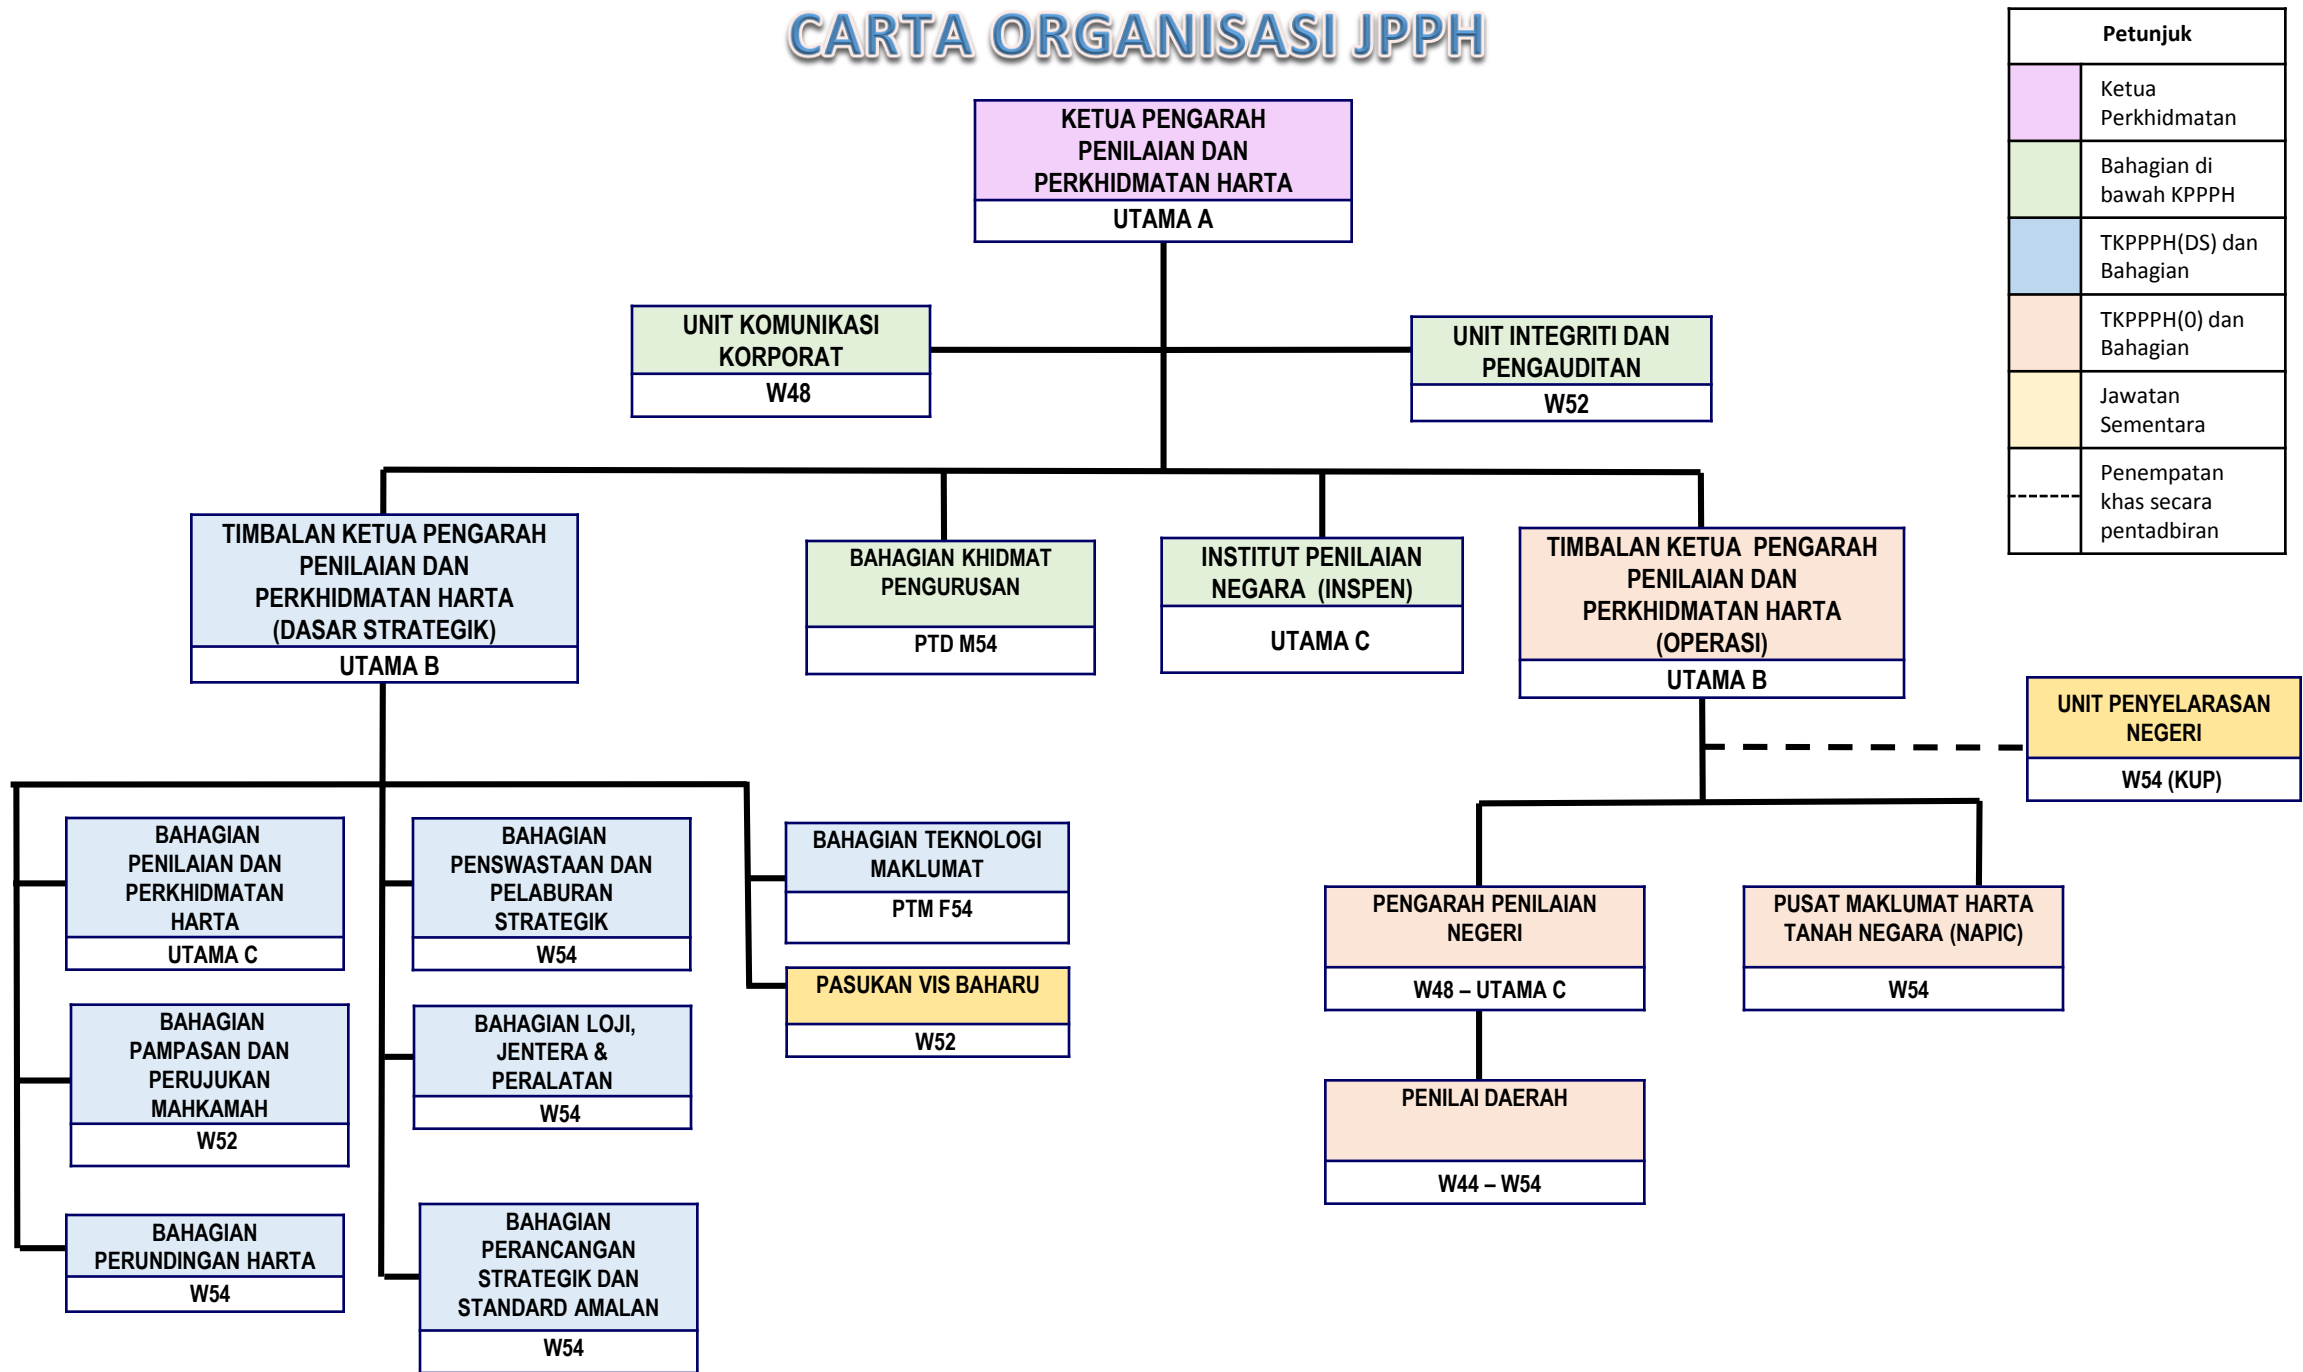 CARTA ORGANISASI JPPH
Petunjuk
Ketua
Perkhidmatan
Bahagian di
bawah KPPPH
TKPPPH(DS) dan
Bahagian
TKPPPH(0) dan
Bahagian
Jawatan
Sementara
Penempatan
khas secara
pentadbiran
KETUA PENGARAH
PENILAIAN DAN
PERKHIDMATAN HARTA
UTAMA A
UNIT KOMUNIKASI
KORPORAT
W48
UNIT INTEGRITI DAN
PENGAUDITAN
W52
TIMBALAN KETUA PENGARAH
PENILAIAN DAN
PERKHIDMATAN HARTA
(DASAR STRATEGIK)
UTAMA B
BAHAGIAN KHIDMAT
PENGURUSAN
PTD M54
INSTITUT PENILAIAN
NEGARA (INSPEN)
UTAMA C
TIMBALAN KETUA PENGARAH
PENILAIAN DAN
PERKHIDMATAN HARTA
(OPERASI)
UTAMA B
UNIT PENYELARASAN
NEGERI
W54 (KUP)
BAHAGIAN
PENILAIAN DAN
PERKHIDMATAN
HARTA
UTAMA C
BAHAGIAN
PENSWASTAAN DAN
PELABURAN
STRATEGIK
W54
BAHAGIAN TEKNOLOGI
MAKLUMAT
PTM F54
PENGARAH PENILAIAN
NEGERI
W48 – UTAMA C
PUSAT MAKLUMAT HARTA
TANAH NEGARA (NAPIC)
W54
BAHAGIAN
PAMPASAN DAN
PERUJUKAN
MAHKAMAH
W52
BAHAGIAN LOJI,
JENTERA &
PERALATAN
W54
PASUKAN VIS BAHARU
W52
PENILAI DAERAH
W44 – W54
BAHAGIAN
PERUNDINGAN HARTA
W54
BAHAGIAN
PERANCANGAN
STRATEGIK DAN
STANDARD AMALAN
W54